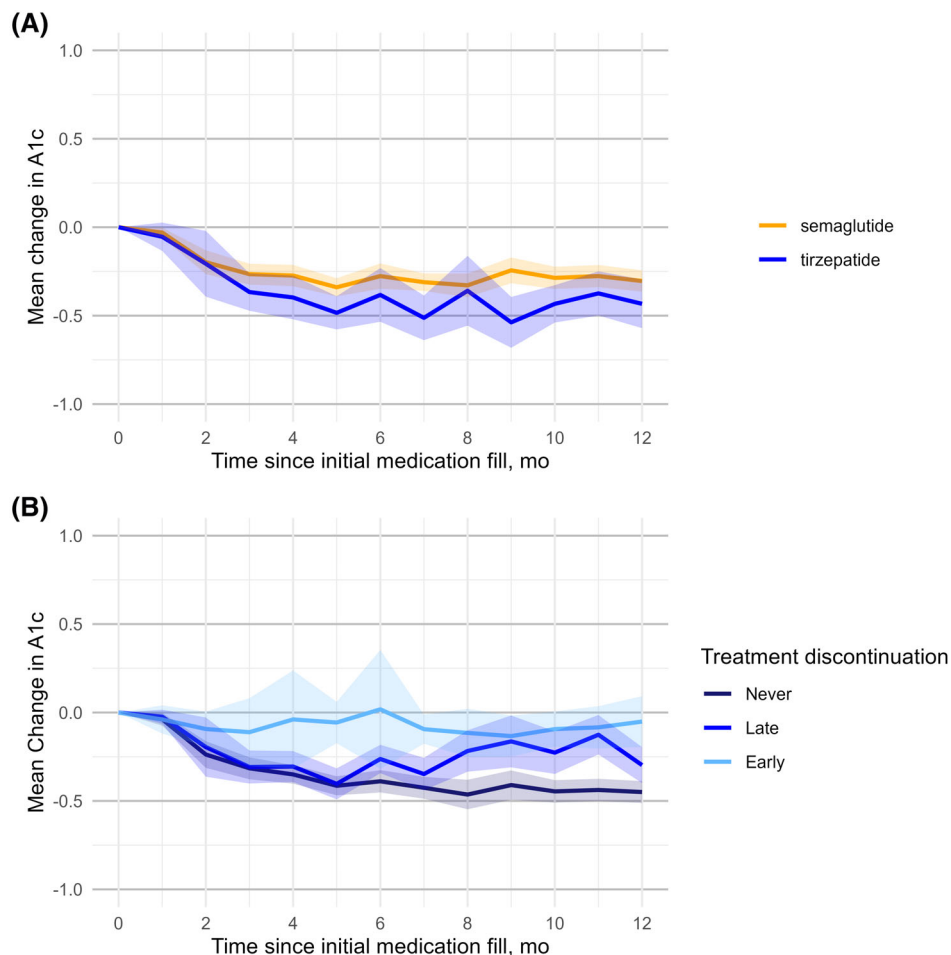 (A)
1.0
0.5
0.0
-0.5
-1.0
Mean change in A1c
0 2 4 6 8 10 12
Time since initial medication fill, mo
semaglutide
tirzepatide
(B)
1.0
0.5
0.0
-0.5
-1.0
Mean Change in A1c
0 2 4 6 8 10 12
Time since initial medication fill, mo
Treatment discontinuation
Never
Late
Early